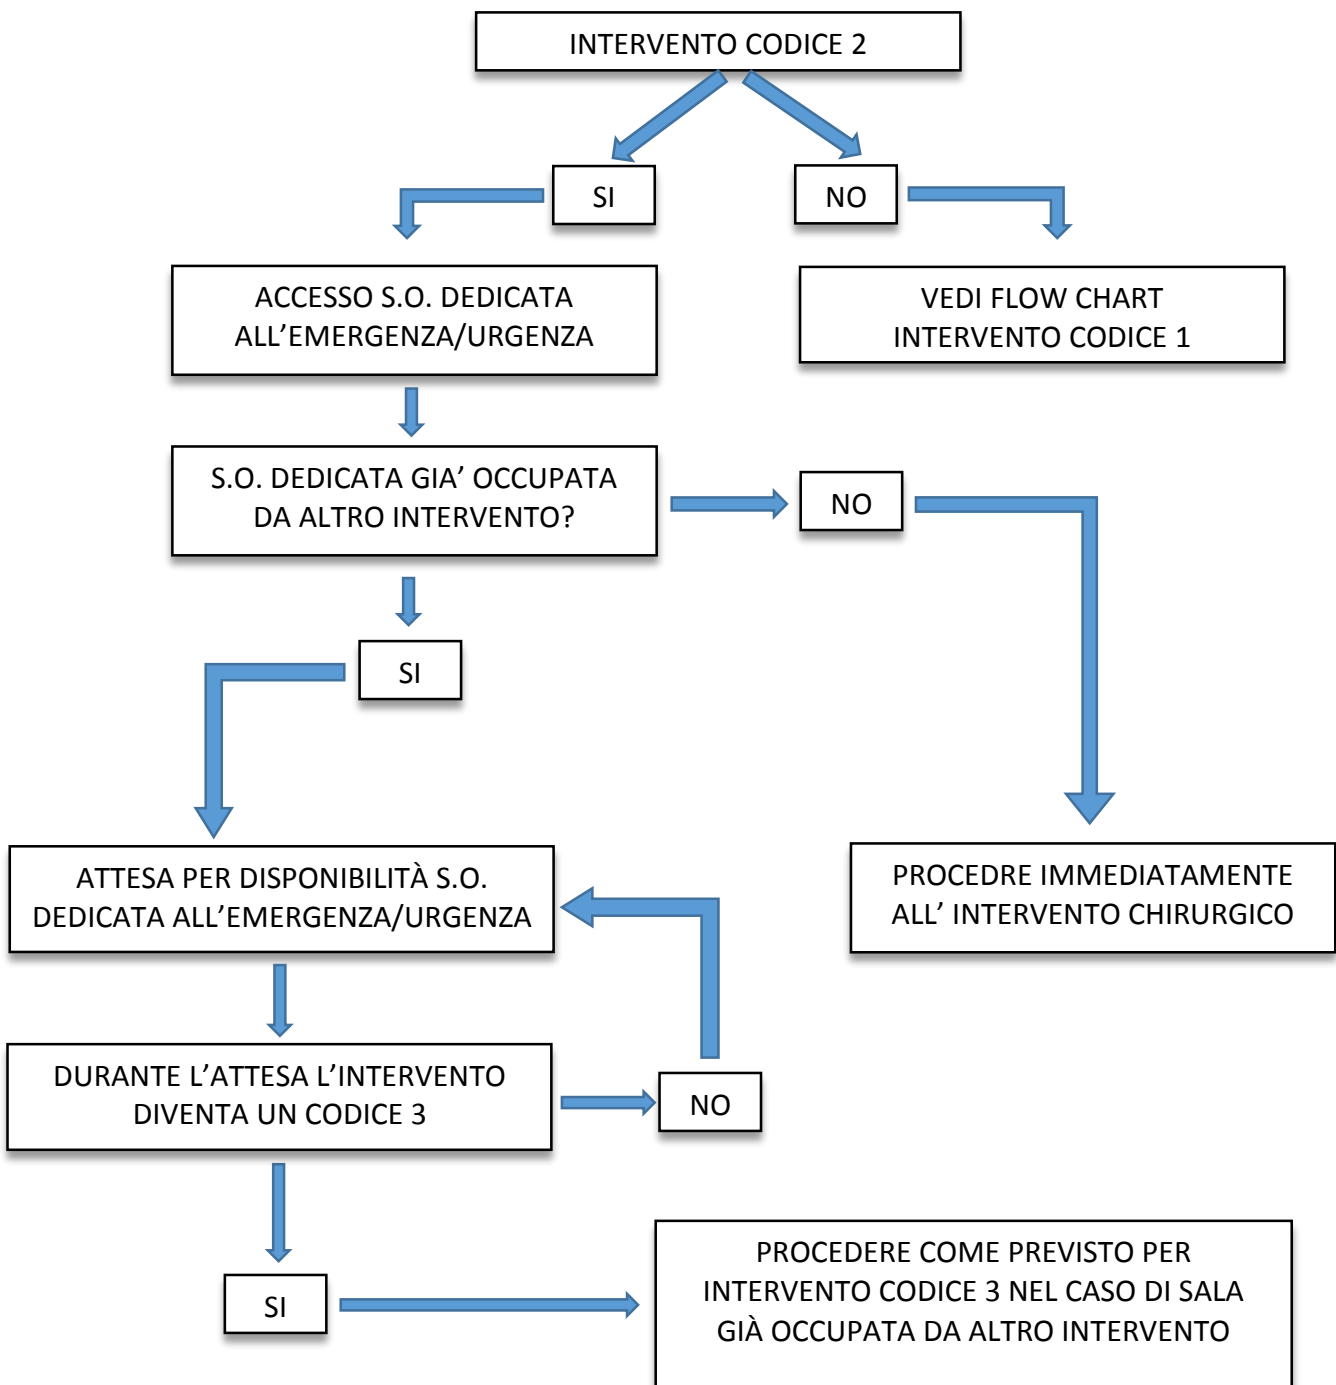 INTERVENTO CODICE 2
SI
NO
ACCESSO S.O. DEDICATA
ALL’EMERGENZA/URGENZA
VEDI FLOW CHART
INTERVENTO CODICE 1
S.O. DEDICATA GIA’ OCCUPATA
DA ALTRO INTERVENTO?
NO
SI
ATTESA PER DISPONIBILITÀ S.O.
DEDICATA ALL’EMERGENZA/URGENZA
PROCEDRE IMMEDIATAMENTE
ALL’ INTERVENTO CHIRURGICO
DURANTE L’ATTESA L’INTERVENTO
DIVENTA UN CODICE 3
NO
SI
PROCEDERE COME PREVISTO PER
INTERVENTO CODICE 3 NEL CASO DI SALA
GIÀ OCCUPATA DA ALTRO INTERVENTO